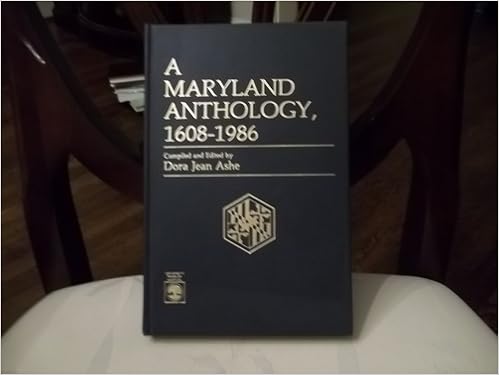 A
MARYLAND
ANTHOLOGY,
1608-1986
Compiled and Edited by
Dora Jean Ashe